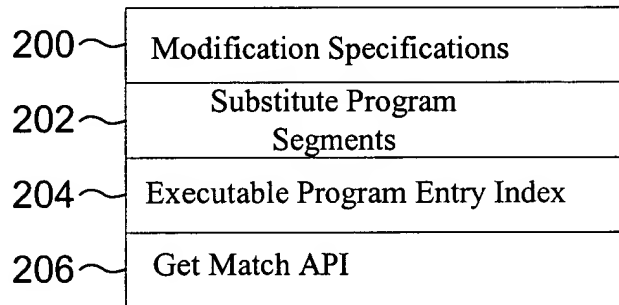 200 Modification Specifications
202 Substitute Program
Segments
204 Executable Program Entry Index
206 Get Match API